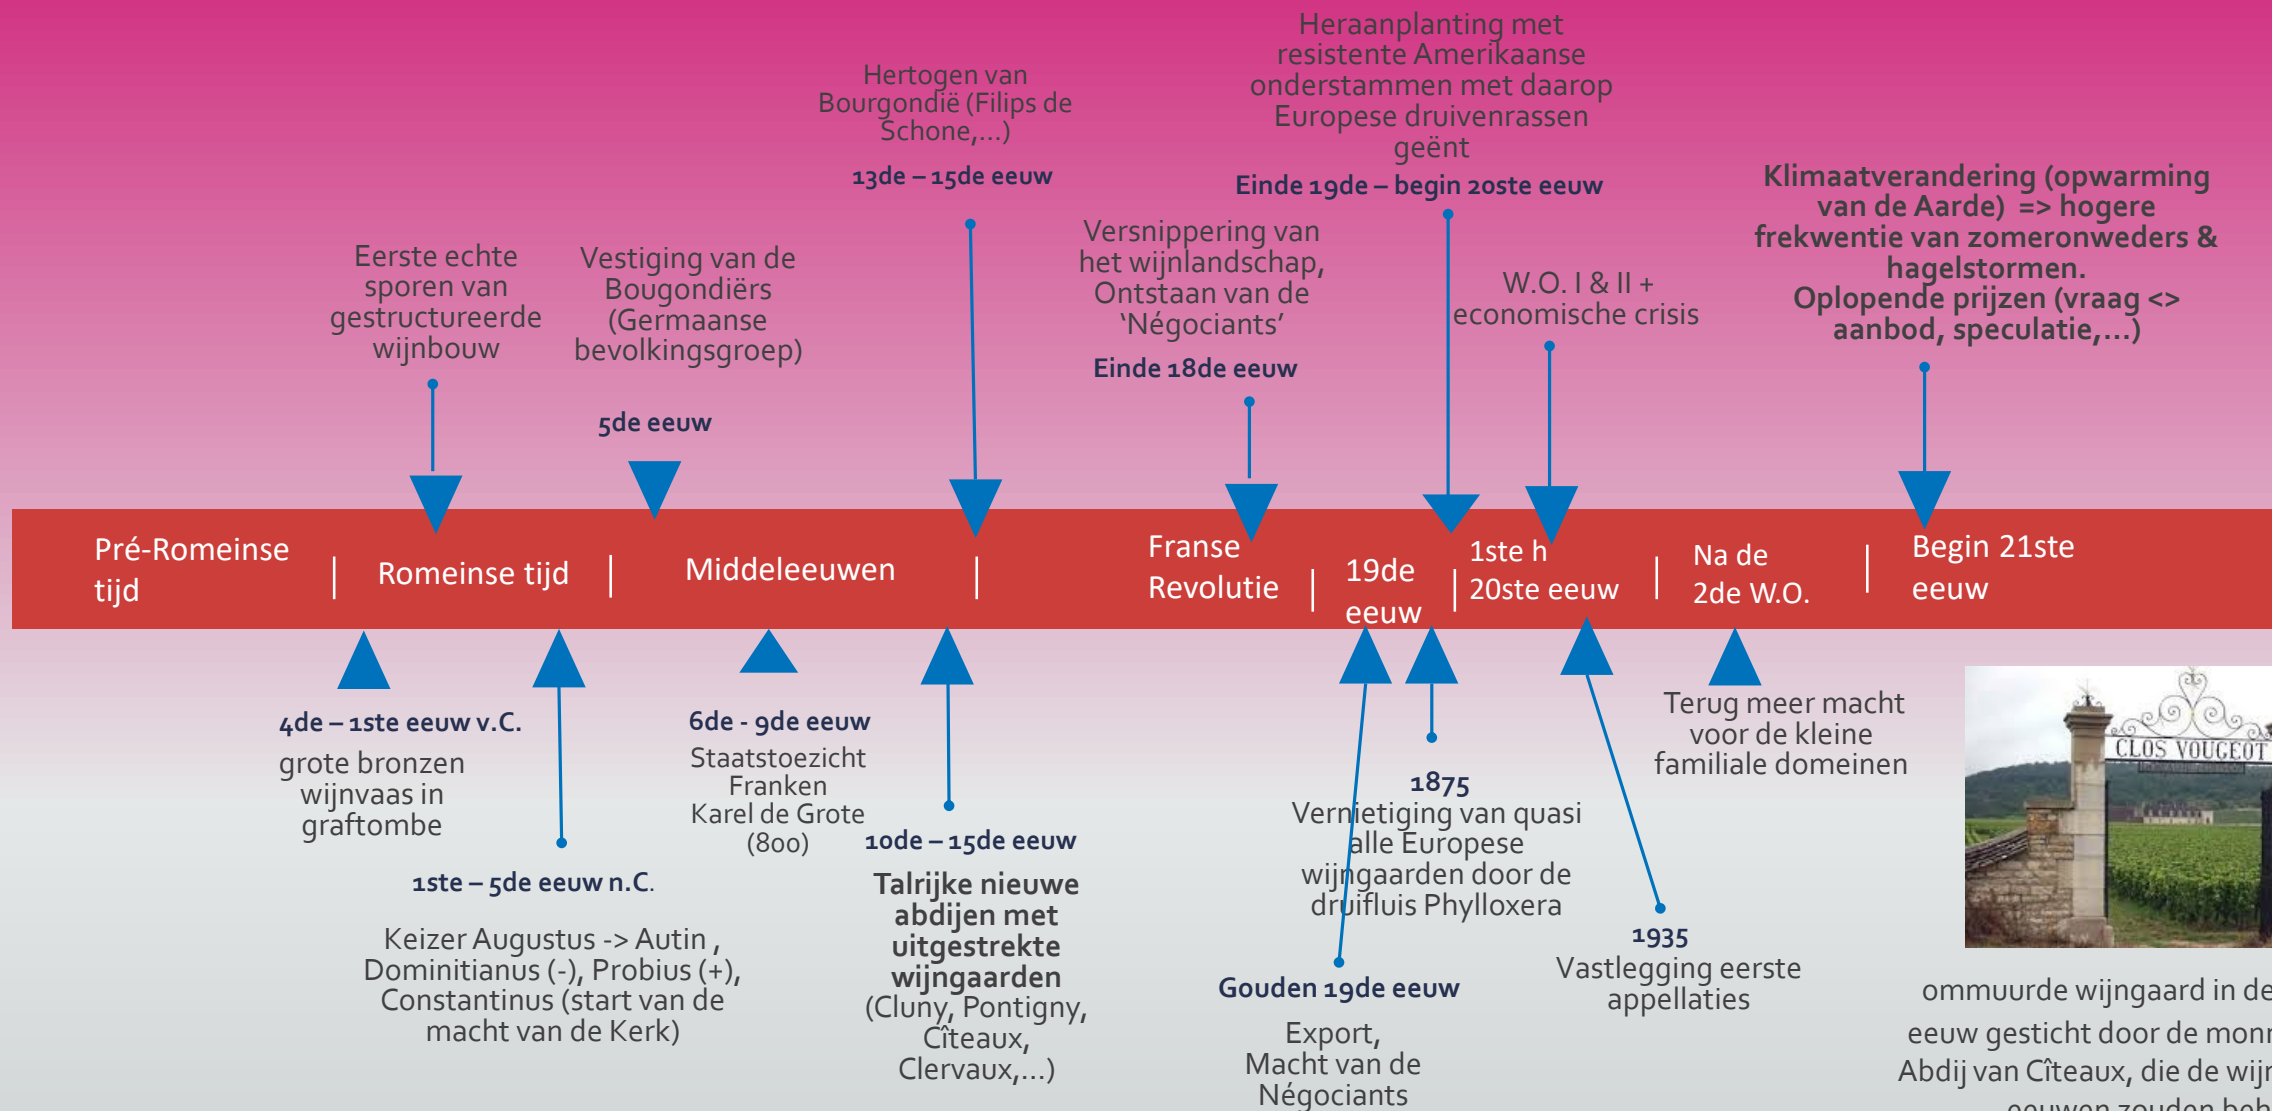 Heraanplanting met
resistente Amerikaanse
onderstammen met daarop
Europese druivenrassen
geënt
Einde 19de – begin 20ste eeuw
Hertogen van
Bourgondië (Filips de
Schone,...)
13de – 15de eeuw
Klimaatverandering (opwarming
van de Aarde)  => hogere
frekwentie van zomeronweders &
hagelstormen.
Oplopende prijzen (vraag <>
aanbod, speculatie,...)
Eerste echte
sporen van
gestructureerde
wijnbouw
Vestiging van de
Bougondiërs
(Germaanse
bevolkingsgroep)
5de eeuw
Versnippering van
het wijnlandschap,
Ontstaan van de
‘Négociants’
Einde 18de eeuw
W.O. I & II +
economische crisis
Pré-Romeinse
tijd
Romeinse tijd
Middeleeuwen
Franse
Revolutie
19de
eeuw
1ste h
20ste eeuw
Na de
2de W.O.
Begin 21ste
eeuw
4de – 1ste eeuw v.C.
grote bronzen
wijnvaas in
graftombe
1ste – 5de eeuw n.C.
Keizer Augustus -> Autin ,
Dominitianus (-), Probius (+),
Constantinus (start van de
macht van de Kerk)
6de - 9de eeuw
Staatstoezicht
Franken
Karel de Grote
(800)
10de – 15de eeuw
Talrijke nieuwe
abdijen met
uitgestrekte
wijngaarden
(Cluny, Pontigny,
Cîteaux,
Clervaux,...)
Gouden 19de eeuw
Export,
Macht van de
Négociants
1875
Vernietiging van quasi
alle Europese
wijngaarden door de
druifluis Phylloxera
1935
Vastlegging eerste
appellaties
Terug meer macht
voor de kleine
familiale domeinen
CLOS VOUGEOT
ommuurde wijngaard in de
eeuw gesticht door de
Abdij van Cîteaux, die de
eeuwen zouden